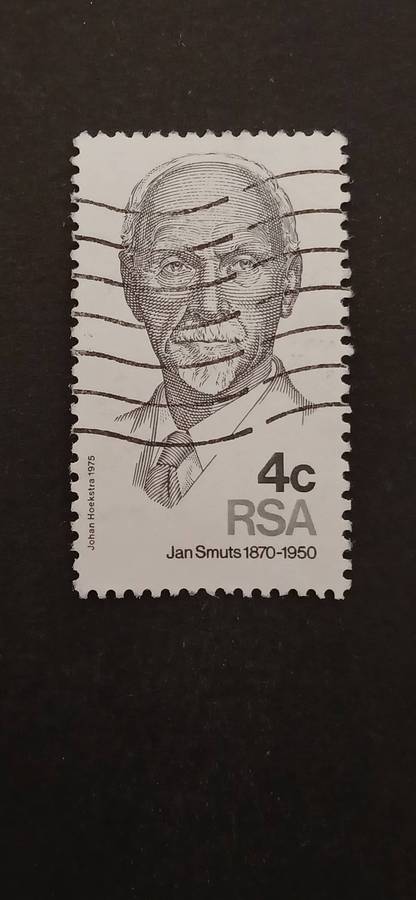 4c
RSA
Jan Smuts 1870-1950
Johan Hoekstra 1975